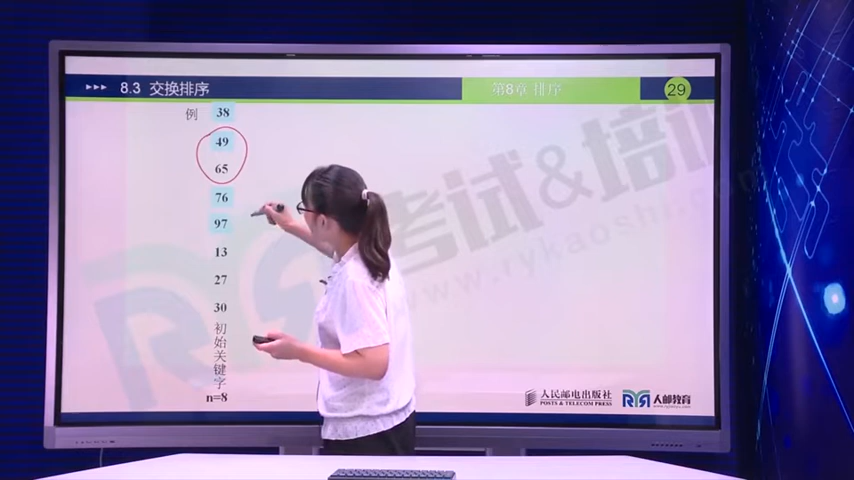 8.3 交换排序
第8章 排序
29
例 38
49
65
76
97
13
27
30
初始关键字
n=8
考试&培训
www.rykaoshi.com
人民邮电出版社
POSTS & TELECOM PRESS
人邮教育